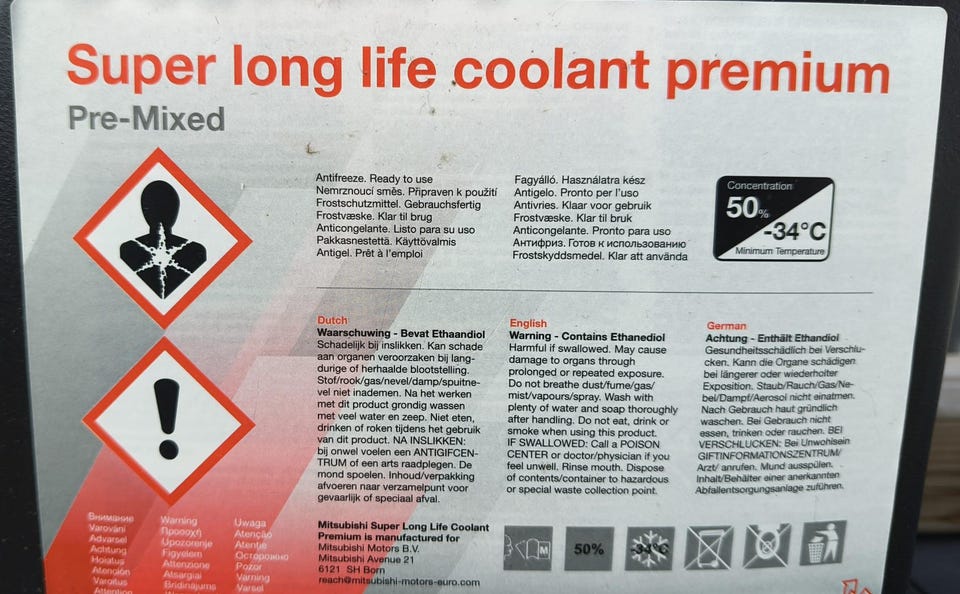 Super long life coolant premium
Pre-Mixed
Antifreeze. Ready to use
Nemrznoucí směs. Připraven k použití
Frostschutzmittel. Gebrauchsfertig
Frostvæske. Klar til brug
Anticongelante. Listo para su uso
Pakkasnestettä. Käyttövalmis
Antigel. Prêt à l'emploi
Fagyálló. Használatra kész
Antigelo. Pronto per l'uso
Antivries. Klaar voor gebruik
Frostvæske. Klar til bruk
Anticongelante. Pronto para uso
Антифриз. Готов к использованию
Frostskyddsmedel. Klar att använda
Concentration
50%
-34°C
Minimum Temperature
Dutch
Waarschuwing - Bevat Ethaandiol
Schadelijk bij inslikken. Kan schade
aan organen veroorzaken bij lang-
durige of herhaalde blootstelling.
Stof/rook/gas/nevel/damp/spuitne-
vel niet inademen. Na het werken
met dit product grondig wassen
met veel water en zeep. Niet eten,
drinken of roken tijdens het gebruik
van dit product. NA INSLIKKEN:
bij onwel voelen een ANTIGIFCEN-
TRUM of een arts raadplegen. De
mond spoelen. Inhoud/verpakking
afvoeren naar verzamelpunt voor
gevaarlijk of speciaal afval.
English
Warning - Contains Ethanediol
Harmful if swallowed. May cause
damage to organs through
prolonged or repeated exposure.
Do not breathe dust/fume/gas/
mist/vapours/spray. Wash with
plenty of water and soap thoroughly
after handling. Do not eat, drink or
smoke when using this product.
IF SWALLOWED: Call a POISON
CENTER or doctor/physician if you
feel unwell. Rinse mouth. Dispose
of contents/container to hazardous
or special waste collection point.
German
Achtung - Enthält Ethandiol
Gesundheitsschädlich bei Verschlu-
cken. Kann die Organe schädigen
bei längerer oder wiederholter
Exposition. Staub/Rauch/Gas/Ne-
bel/Dampf/Aerosol nicht einatmen.
Nach Gebrauch haut gründlich
waschen. Bei Gebrauch nicht
essen, trinken oder rauchen. BEI
VERSCHLUCKEN: Bei Unwohlsein
GIFTINFORMATIONSZENTRUM/
Arzt/ anrufen. Mund ausspülen.
Inhalt/Behälter einer anerkannten
Abfallentsorgungsanlage zuführen.
Внимание
Varování
Advarsel
Achtung
Hoiatus
Atención
Varoitus
Attention
Warning
Προσοχή
Upozorenje
Figyelem
Attenzione
Atsargiai
Brīdinājums
Uwaga
Atenção
Atenție
Осторожно
Pozor
Varning
Varsel
Mitsubishi Super Long Life Coolant
Premium is manufactured for
Mitsubishi Motors B.V.
Mitsubishi Avenue 21
6121 SH Born
reach@mitsubishi-motors-euro.com
M
50%
-34°C